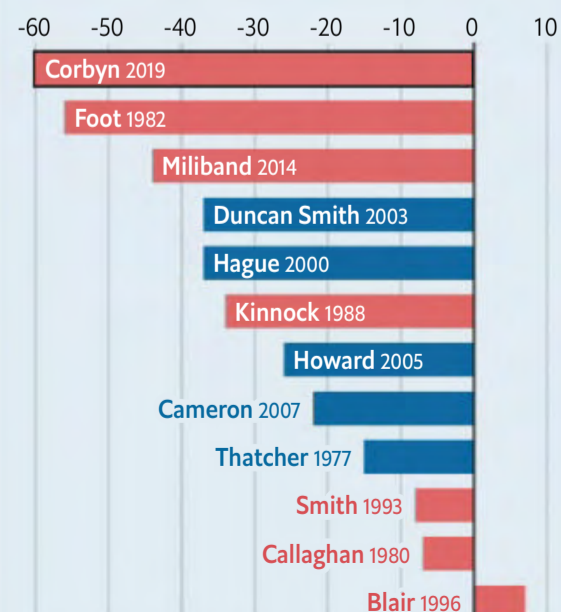 -60 -50 -40 -30 -20 -10 0 10
Corbyn 2019
Foot 1982
Miliband 2014
Duncan Smith 2003
Hague 2000
Kinnock 1988
Howard 2005
Cameron 2007
Thatcher 1977
Smith 1993
Callaghan 1980
Blair 1996